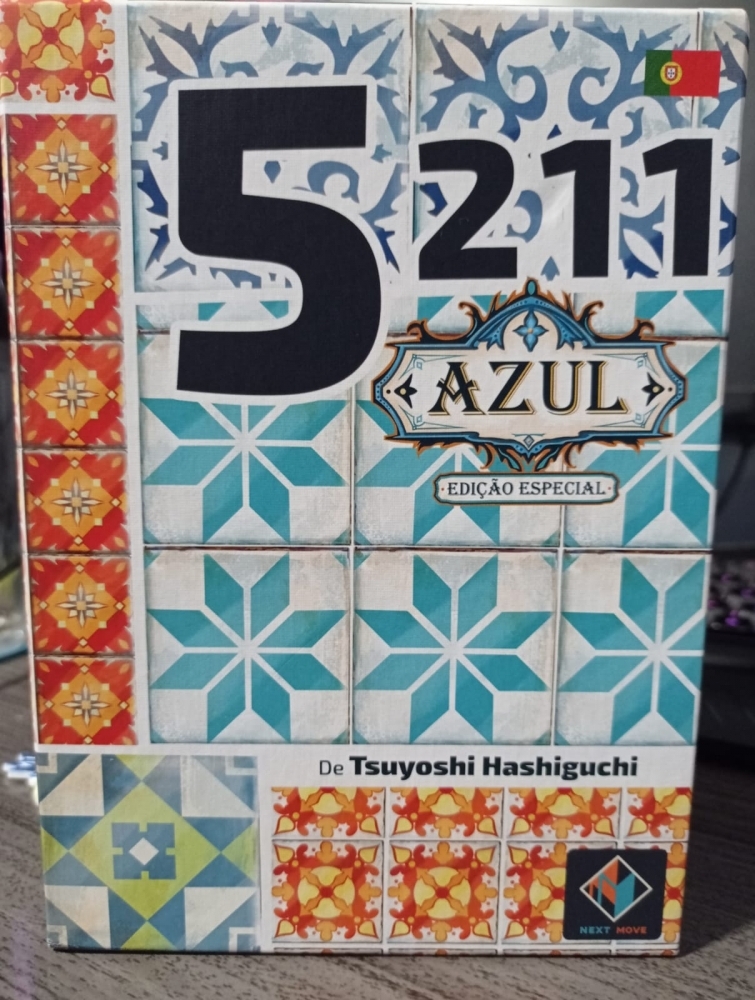 5211
AZUL
EDIÇÃO ESPECIAL
De Tsuyoshi Hashiguchi
NEXT MOVE